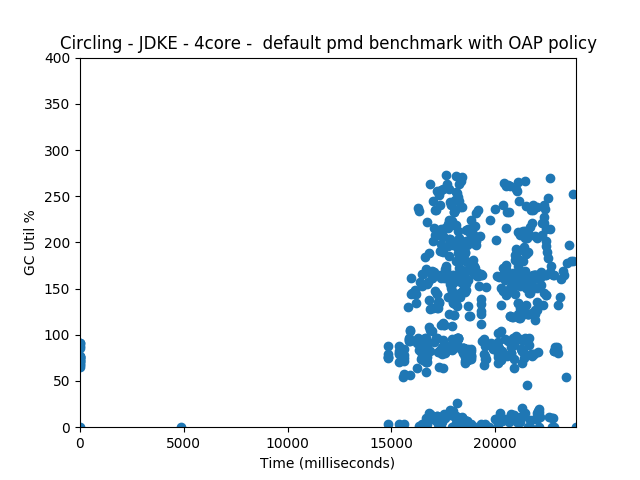 Circling - JDKE - 4core -  default pmd benchmark with OAP policy
400
350
300
250
200
150
100
50
0
GC Util %
0 5000 10000 15000 20000
Time (milliseconds)